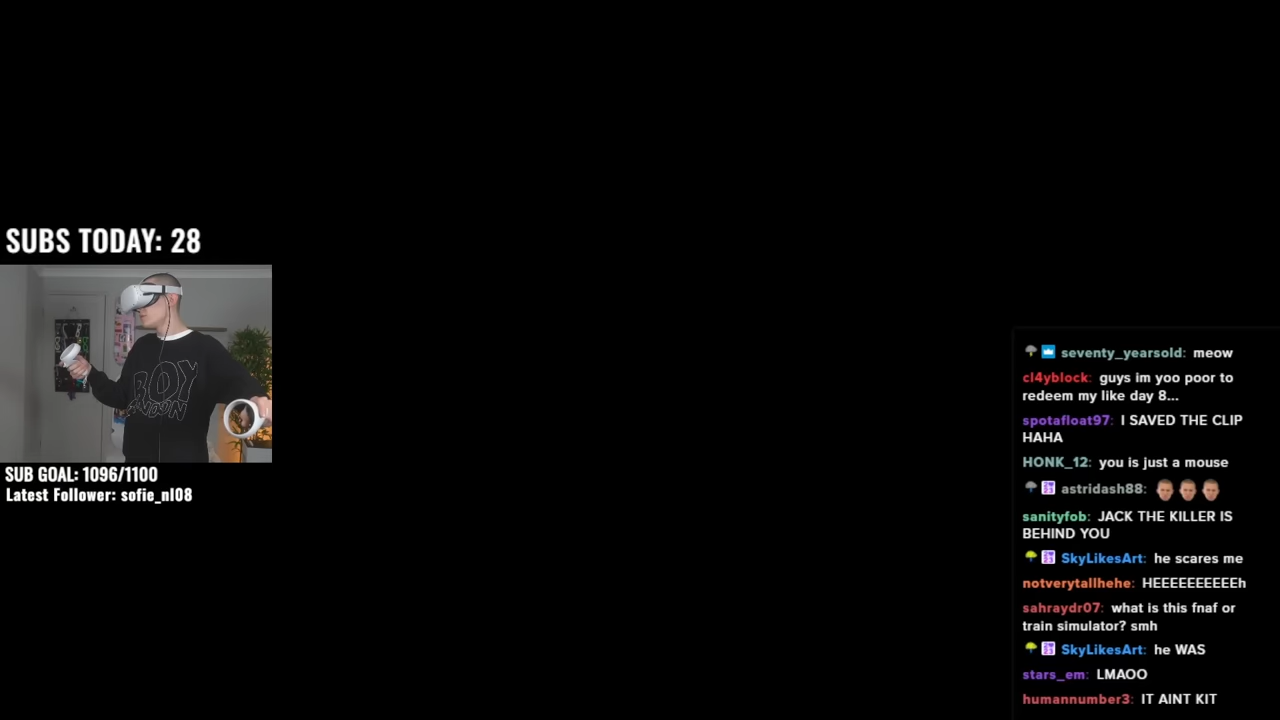 SUBS TODAY: 28
BOY
LONDON
SUB GOAL: 1096/1100
Latest Follower: sofie_nl08
seventy_yearsold: meow
cl4yblock: guys im yoo poor to
redeem my like day 8...
spotafloat97: I SAVED THE CLIP
HAHA
HONK_12: you is just a mouse
astridash88:
sanityfob: JACK THE KILLER IS
BEHIND YOU
SkyLikesArt: he scares me
notverytallhehe: HEEEEEEEEEEh
sahraydr07: what is this fnaf or
train simulator? smh
SkyLikesArt: he WAS
stars_em: LMAOO
humannumber3: IT AINT KIT